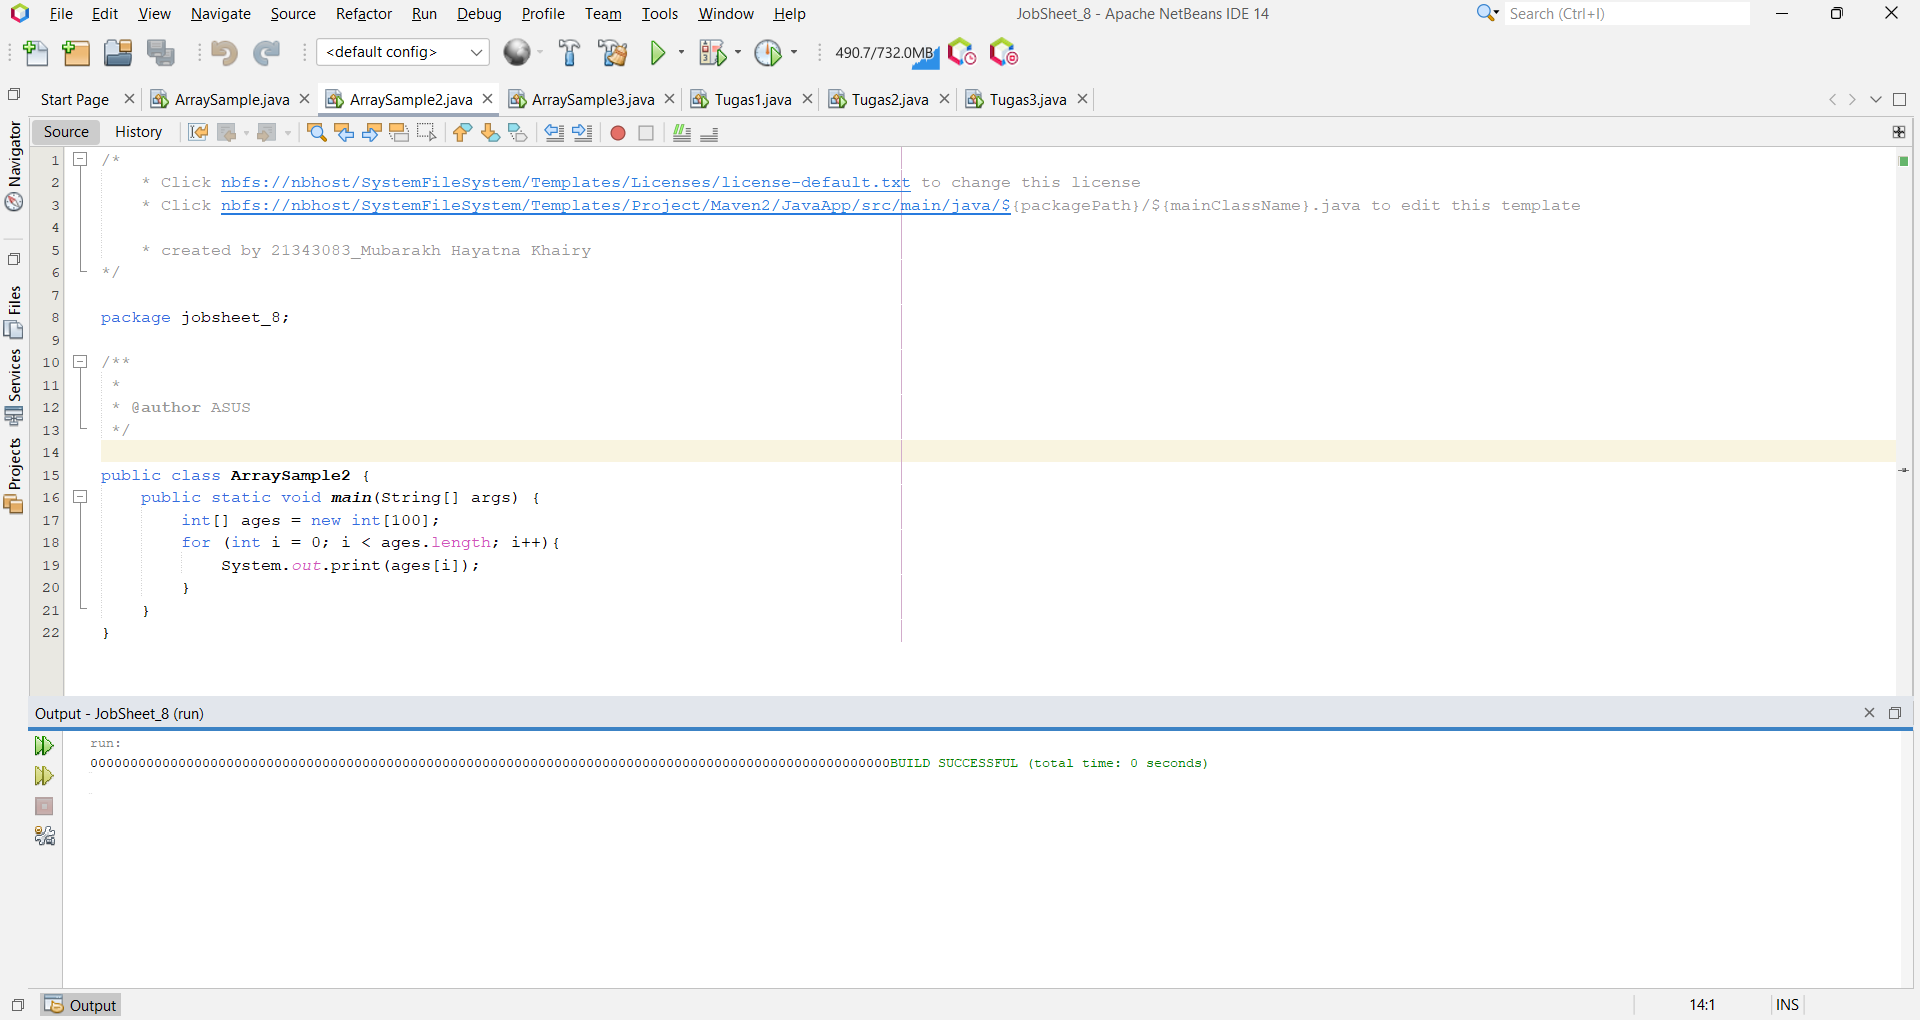 File Edit View Navigate Source Refactor Run Debug Profile Team Tools Window Help
JobSheet_8 - Apache NetBeans IDE 14
Search (Ctrl+I)
<default config>
490.7/732.0MB
Start Page ArraySample.java ArraySample2.java ArraySample3.java Tugas1.java Tugas2.java Tugas3.java
Source History
Navigator
Files
Services
Projects
1 /*
2 * Click nbfs://nbhost/SystemFileSystem/Templates/Licenses/license-default.txt to change this license
3 * Click nbfs://nbhost/SystemFileSystem/Templates/Project/Maven2/JavaApp/src/main/java/${packagePath}/${mainClassName}.java to edit this template
4
5 * created by 21343083_Mubarakh Hayatna Khairy
6 */
7
8 package jobsheet_8;
9
10 /**
11 *
12 * @author ASUS
13 */
14
15 public class ArraySample2 {
16 public static void main(String[] args) {
17 int[] ages = new int[100];
18 for (int i = 0; i < ages.length; i++){
19 System.out.print(ages[i]);
20 }
21 }
22 }
Output - JobSheet_8 (run)
run:
0000000000000000000000000000000000000000000000000000000000000000000000000000000000000000000000000000BUILD SUCCESSFUL (total time: 0 seconds)
Output
14:1 INS